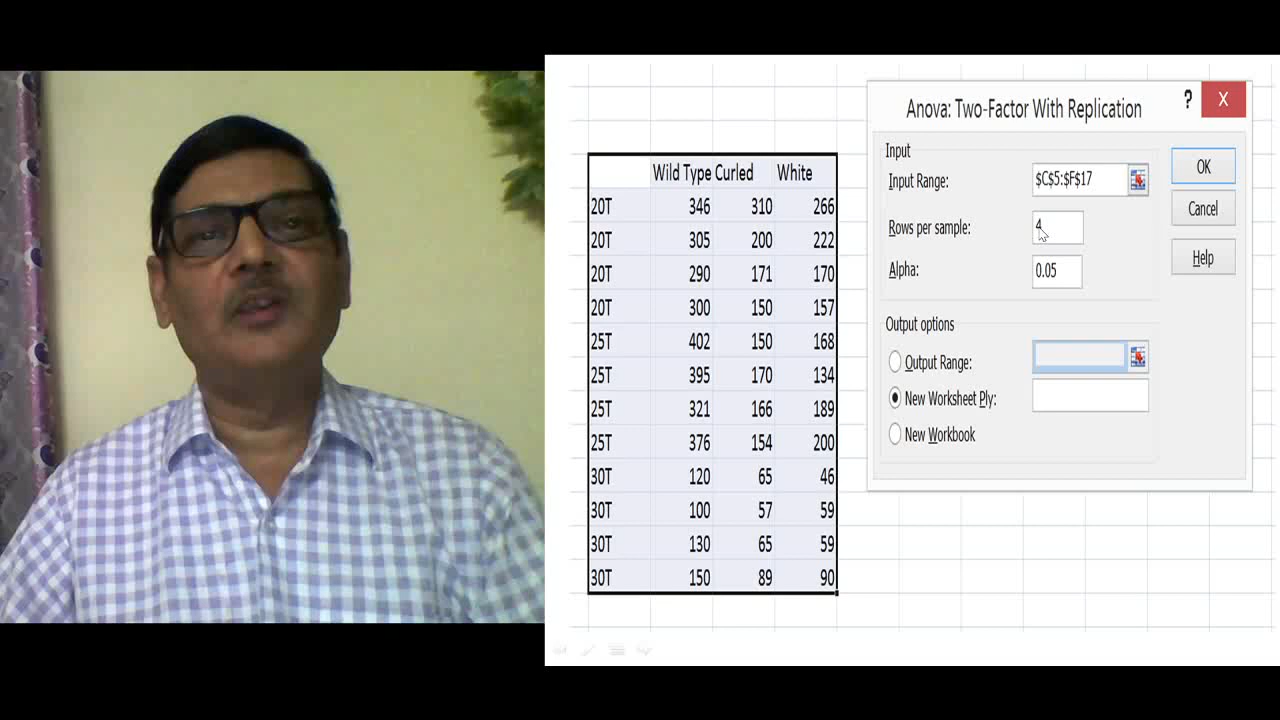 Wild Type Curled White
20T 346 310 266
20T 305 200 222
20T 290 171 170
20T 300 150 157
25T 402 150 168
25T 395 170 134
25T 321 166 189
25T 376 154 200
30T 120 65 46
30T 100 57 59
30T 130 65 59
30T 150 89 90
Anova: Two-Factor With Replication ? X
Input
Input Range: $C$5:$F$17
Rows per sample: 4
Alpha: 0.05
Output options
Output Range:
New Worksheet Ply:
New Workbook
OK
Cancel
Help